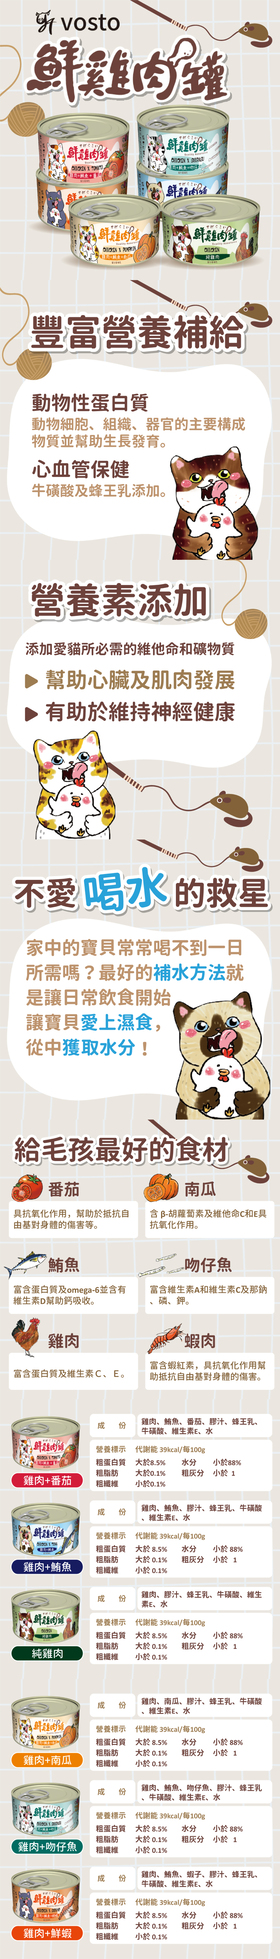 vosto
鮮雞肉罐
豐富營養補給
動物性蛋白質
動物細胞、組織、器官的主要構成
物質並幫助生長發育。
心血管保健
牛磺酸及蜂王乳添加。
營養素添加
添加愛貓所必需的維他命和礦物質
▶ 幫助心臟及肌肉發展
▶ 有助於維持神經健康
不愛喝水的救星
家中的寶貝常常喝不到一日
所需嗎？最好的補水方法就
是讓日常飲食開始
讓寶貝愛上濕食，
從中獲取水分！
給毛孩最好的食材
番茄
具抗氧化作用，幫助於抵抗自
由基對身體的傷害等。
南瓜
含 β-胡蘿蔔素及維他命C和E具
抗氧化作用。
鮪魚
富含蛋白質及omega-6並含有
維生素D幫助鈣吸收。
吻仔魚
富含維生素A和維生素C及那鈉
、磷、鉀。
雞肉
富含蛋白質及維生素Ｃ、Ｅ。
蝦肉
富含蝦紅素，具抗氧化作用幫
助抵抗自由基對身體的傷害。
鮮雞肉罐
雞肉+番茄
成 份
雞肉、鮪魚、番茄、膠汁、蜂王乳、
牛磺酸、維生素E、水
營養標示 代謝能 39kcal/每100g
粗蛋白質 大於8.5% 水分 小於88%
粗脂肪 大於0.1% 粗灰分 小於 1
粗纖維 小於0.1%
鮮雞肉罐
雞肉+鮪魚
成 份
雞肉、鮪魚、膠汁、蜂王乳、牛磺酸
、維生素E、水
營養標示 代謝能 39kcal/每100g
粗蛋白質 大於 8.5% 水分 小於 88%
粗脂肪 大於 0.1% 粗灰分 小於 1
粗纖維 小於 0.1%
鮮雞肉罐
純雞肉
成 份
雞肉、膠汁、蜂王乳、牛磺酸、維生
素E、水
營養標示 代謝能 39kcal/每100g
粗蛋白質 大於 8.5% 水分 小於 88%
粗脂肪 大於 0.1% 粗灰分 小於 1
粗纖維 小於 0.1%
鮮雞肉罐
雞肉+南瓜
成 份
雞肉、南瓜、膠汁、蜂王乳、牛磺酸
、維生素E、水
營養標示 代謝能 39kcal/每100g
粗蛋白質 大於 8.5% 水分 小於 88%
粗脂肪 大於 0.1% 粗灰分 小於 1
粗纖維 小於 0.1%
鮮雞肉罐
雞肉+吻仔魚
成 份
雞肉、鮪魚、吻仔魚、膠汁、蜂王乳
、牛磺酸、維生素E、水
營養標示 代謝能 39kcal/每100g
粗蛋白質 大於 8.5% 水分 小於 88%
粗脂肪 大於 0.1% 粗灰分 小於 1
粗纖維 小於 0.1%
鮮雞肉罐
雞肉+鮮蝦
成 份
雞肉、鮪魚、蝦子、膠汁、蜂王乳、
牛磺酸、維生素E、水
營養標示 代謝能 39kcal/每100g
粗蛋白質 大於 8.5% 水分 小於 88%
粗脂肪 大於 0.1% 粗灰分 小於 1
粗纖維 小於 0.1%